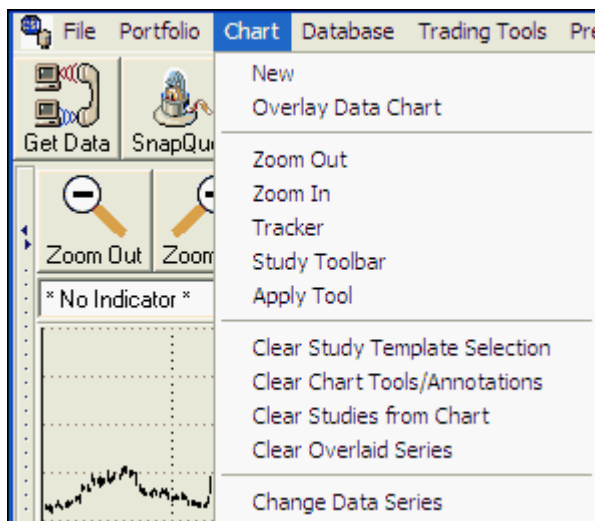 File Portfolio Chart Database Trading Tools
Get Data
Zoom Out
* No Indicator *
New
Overlay Data Chart
Zoom Out
Zoom In
Tracker
Study Toolbar
Apply Tool
Clear Study Template Selection
Clear Chart Tools/Annotations
Clear Studies from Chart
Clear Overlaid Series
Change Data Series